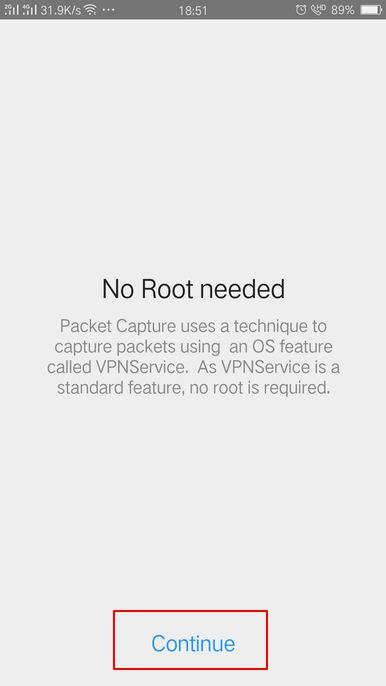 2G 4G 31.9K/s ... 18:51 HD 89%
No Root needed
Packet Capture uses a technique to
capture packets using  an OS feature
called VPNService.  As VPNService is a
standard feature, no root is required.
Continue